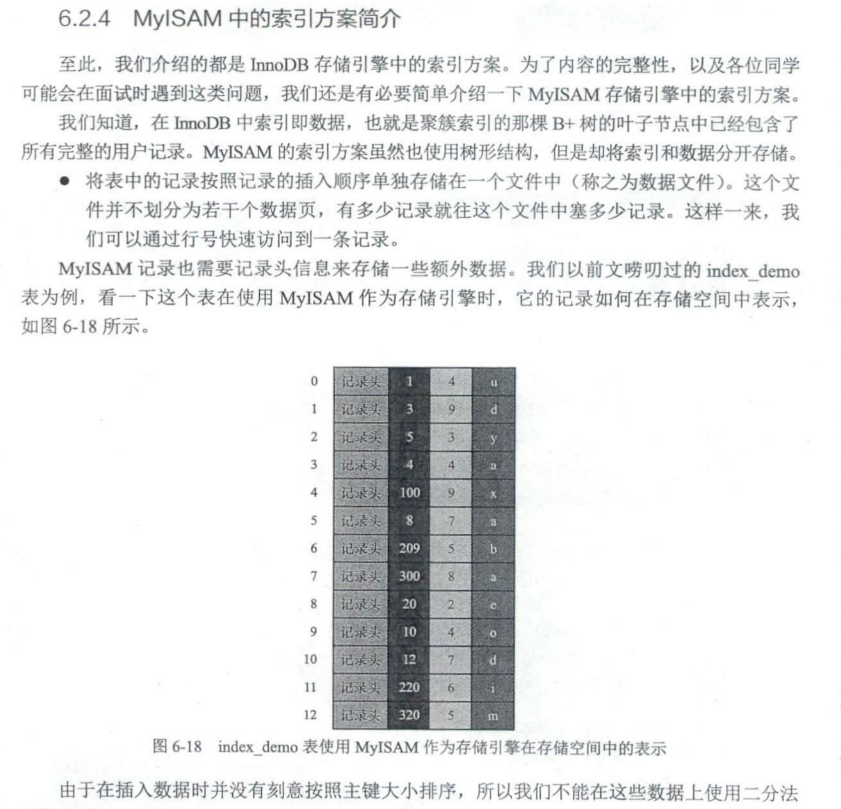 6.2.4 MyISAM 中的索引方案简介
至此，我们介绍的都是 InnoDB 存储引擎中的索引方案。为了内容的完整性，以及各位同学
可能会在面试时遇到这类问题，我们还是有必要简单介绍一下 MyISAM 存储引擎中的索引方案。
我们知道，在 InnoDB 中索引即数据，也就是聚簇索引的那棵 B+ 树的叶子节点中已经包含了
所有完整的用户记录。MyISAM 的索引方案虽然也使用树形结构，但是却将索引和数据分开存储。
● 将表中的记录按照记录的插入顺序单独存储在一个文件中（称之为数据文件）。这个文
件并不划分为若干个数据页，有多少记录就往这个文件中塞多少记录。这样一来，我
们可以通过行号快速访问到一条记录。
MyISAM 记录也需要记录头信息来存储一些额外数据。我们以前文唠叨过的 index_demo
表为例，看一下这个表在使用 MyISAM 作为存储引擎时，它的记录如何在存储空间中表示，
如图 6-18 所示。
0 记录头 1 4 u
1 记录头 3 9 d
2 记录头 5 3 y
3 记录头 4 4 a
4 记录头 100 9 x
5 记录头 8 7 a
6 记录头 209 5 b
7 记录头 300 8 a
8 记录头 20 2 e
9 记录头 10 4 o
10 记录头 12 7 d
11 记录头 220 6 i
12 记录头 320 5 m
图 6-18 index_demo 表使用 MyISAM 作为存储引擎在存储空间中的表示
由于在插入数据时并没有刻意按照主键大小排序，所以我们不能在这些数据上使用二分法